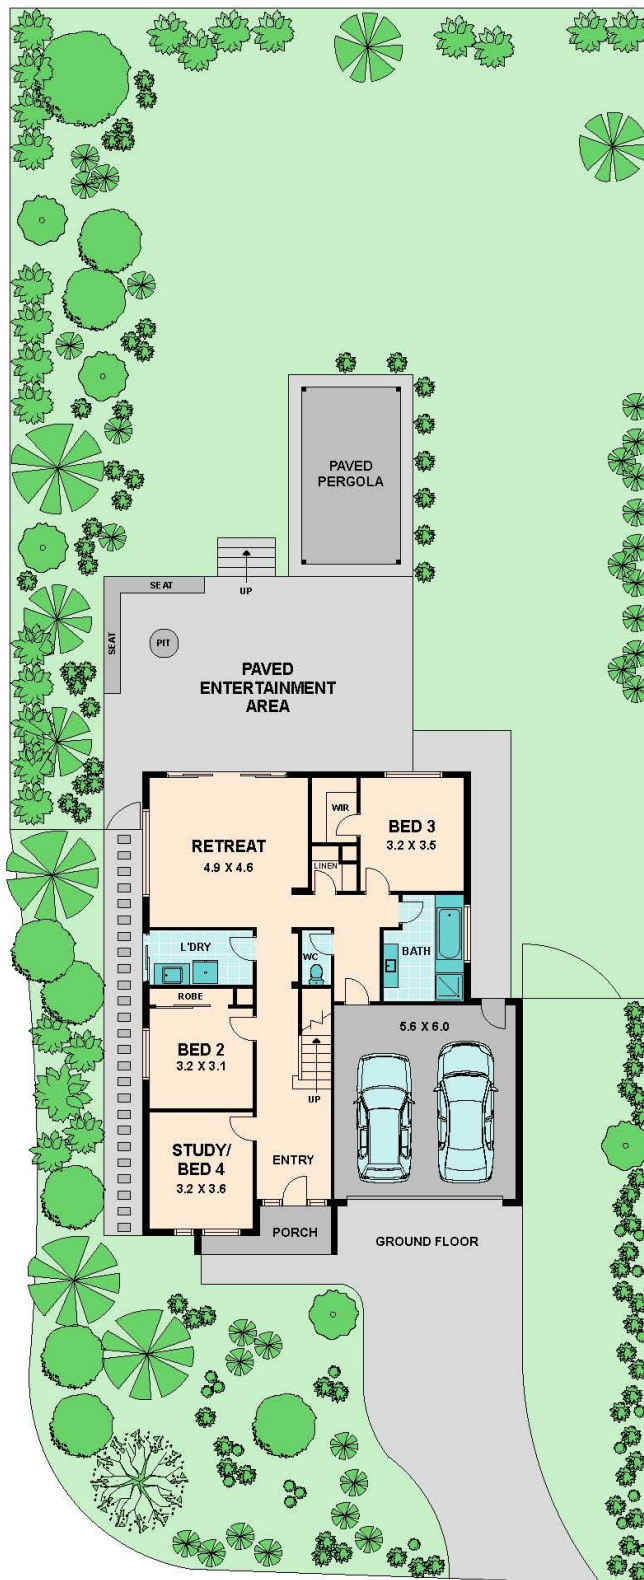 PAVED
PERGOLA
SEAT
UP
SEAT
PIT
PAVED
ENTERTAINMENT
AREA
WIR
BED 3
3.2 X 3.5
RETREAT
4.9 X 4.6
LINEN
L'DRY
WC
BATH
ROBE
5.6 X 6.0
BED 2
3.2 X 3.1
UP
STUDY/
BED 4
3.2 X 3.6
ENTRY
PORCH
GROUND FLOOR